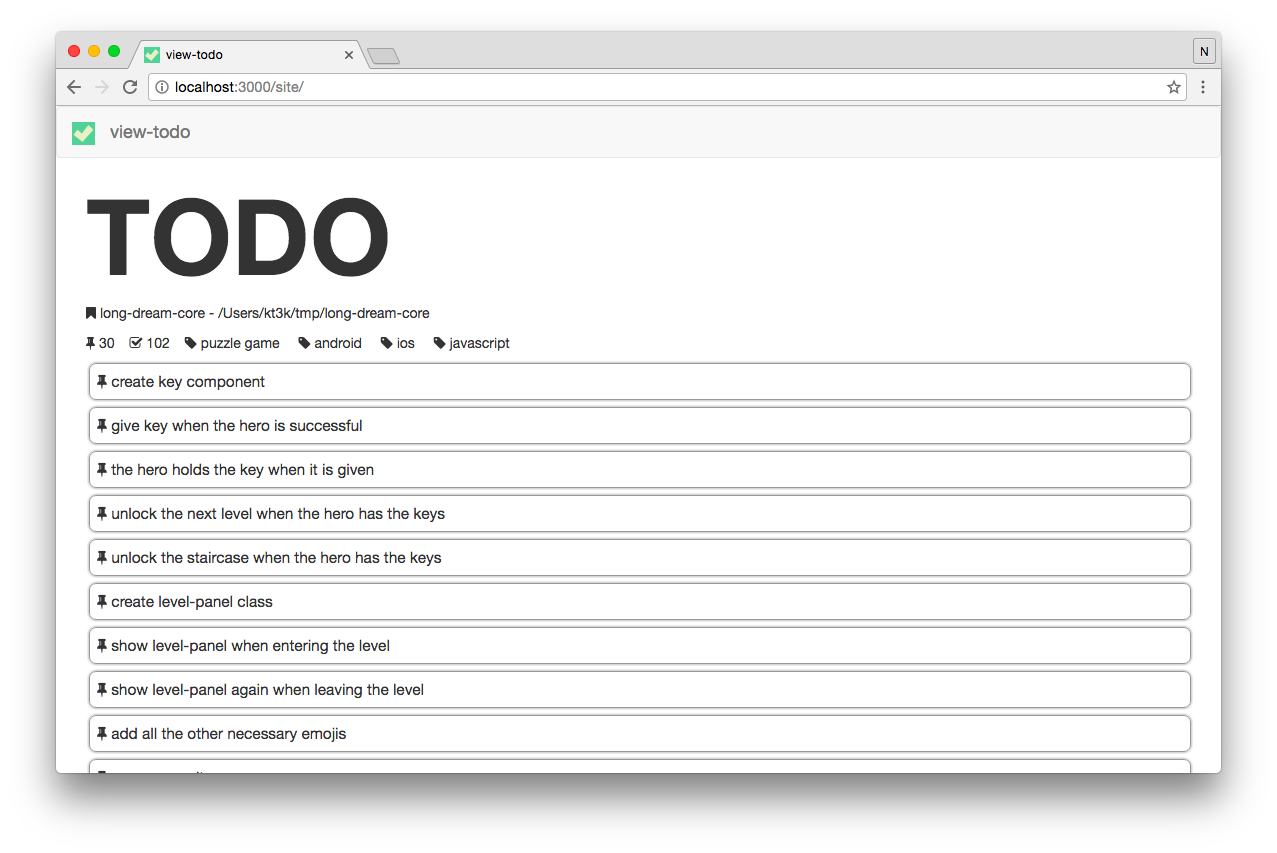 view-todo
N
localhost:3000/site/
view-todo
TODO
long-dream-core - /Users/kt3k/tmp/long-dream-core
30 102 puzzle game android ios javascript
create key component
give key when the hero is successful
the hero holds the key when it is given
unlock the next level when the hero has the keys
unlock the staircase when the hero has the keys
create level-panel class
show level-panel when entering the level
show level-panel again when leaving the level
add all the other necessary emojis